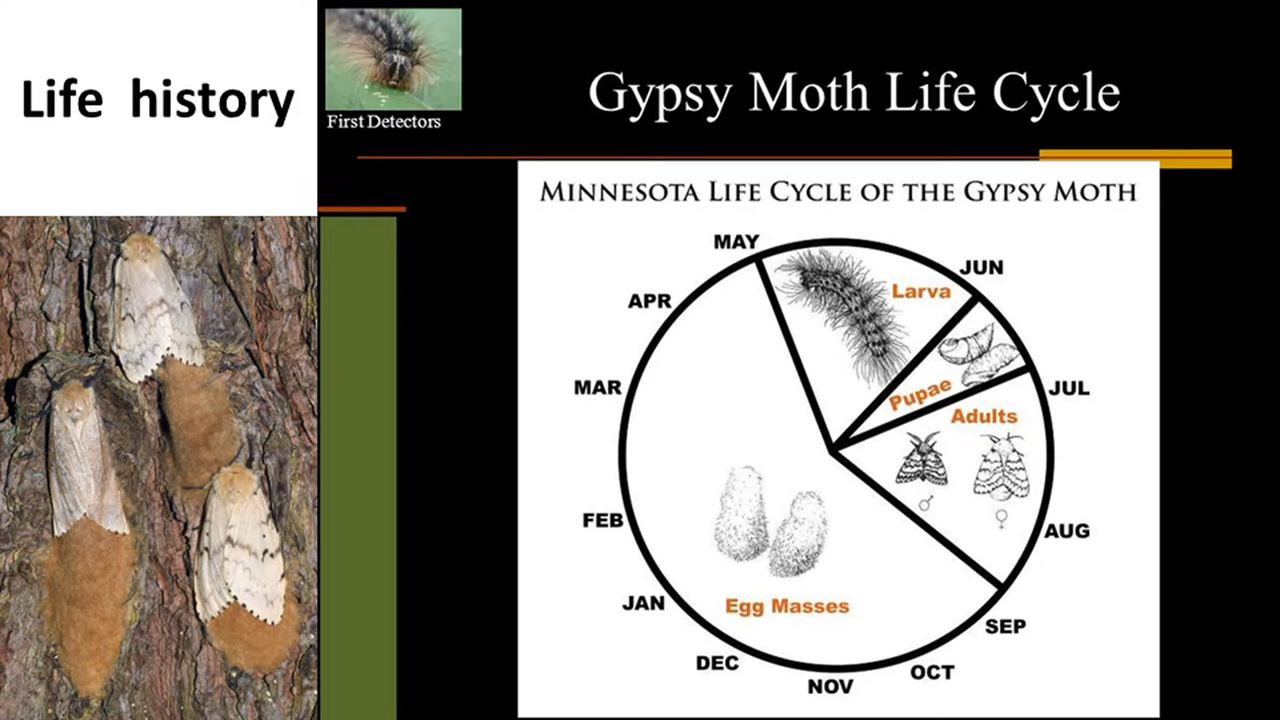 Life history
First Detectors
Gypsy Moth Life Cycle
MINNESOTA LIFE CYCLE OF THE GYPSY MOTH
MAY
JUN
Larva
APR
MAR
Pupae
JUL
Adults
♂
♀
FEB
AUG
JAN
Egg Masses
SEP
DEC
OCT
NOV